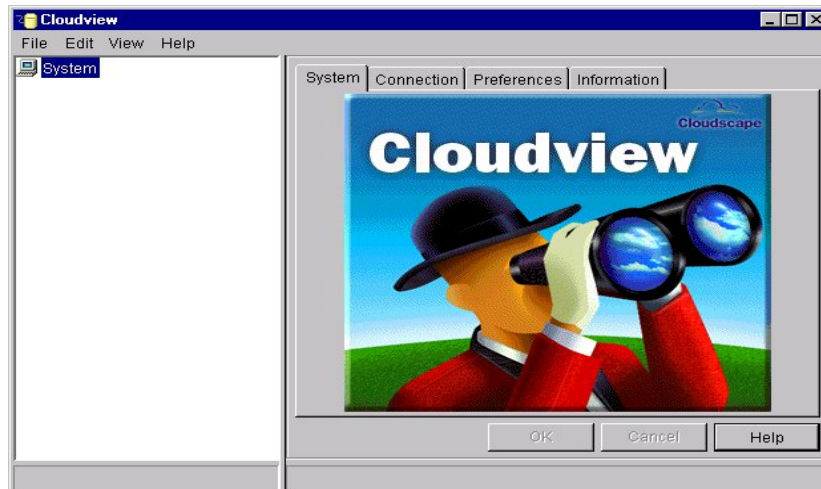 Cloudview
File Edit View Help
System
System Connection Preferences Information
Cloudscape
Cloudview
OK Cancel Help